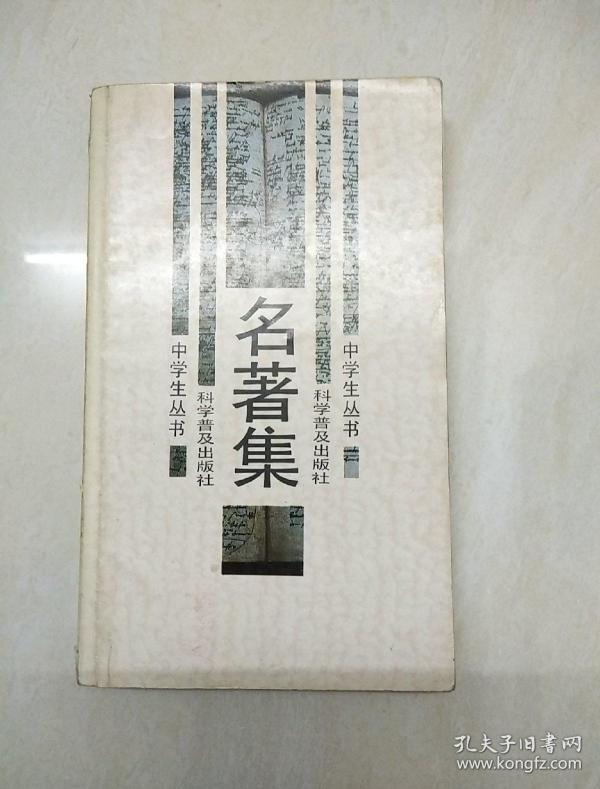 名著集
中学生丛书
科学普及出版社
科学普及出版社
中学生丛书
孔夫子旧书网
www.kongfz.com